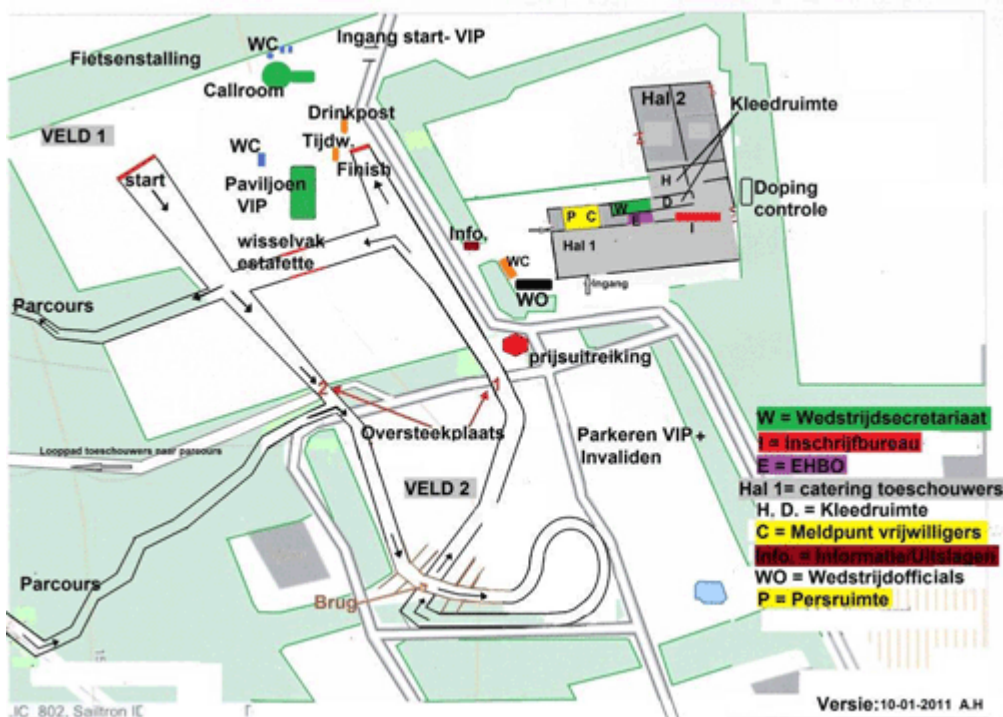 WC
Ingang start- VIP
Fietsenstalling
Callroom
Hal 2
Kleedruimte
Drinkpost
VELD 1
Tijdw.
WC
Finish
start
Paviljoen
VIP
H
D
Doping
controle
W
P C
E
I
Info,
Hal 1
wisselvak
estafette
WC
Ingang
WO
Parcours
prijsuitreiking
2
1
Oversteekplaats
Parkeren VIP +
Invaliden
Looppad toeschouwers naar parcours
VELD 2
W = Wedstrijdsecretariaat
I = Inschrijfbureau
E = EHBO
Hal 1= catering toeschouwers
H, D. = Kleedruimte
C = Meldpunt vrijwilligers
Info. = Informatie/Uitslagen
WO = Wedstrijdofficials
P = Persruimte
Parcours
Brug
Versie:10-01-2011 A.H